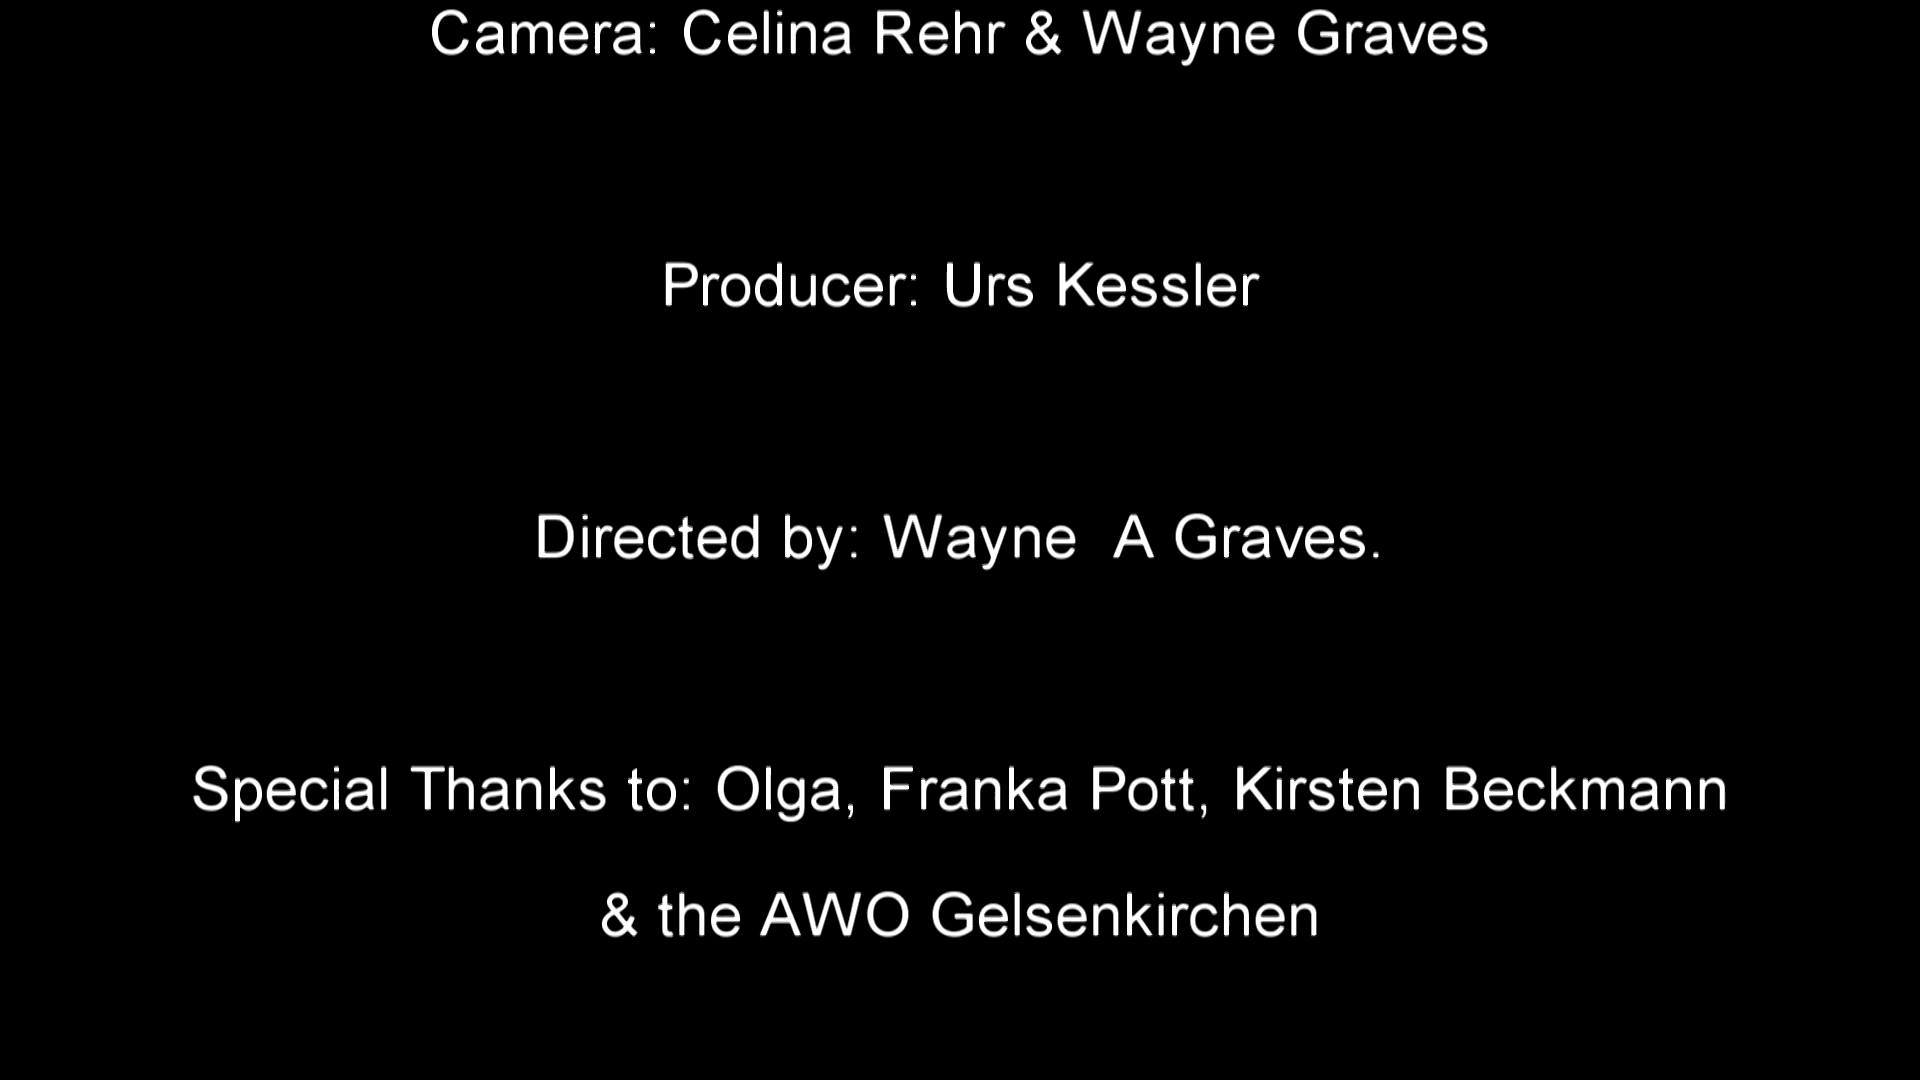 Camera: Celina Rehr & Wayne Graves
Producer: Urs Kessler
Directed by: Wayne  A Graves.
Special Thanks to: Olga, Franka Pott, Kirsten Beckmann
& the AWO Gelsenkirchen